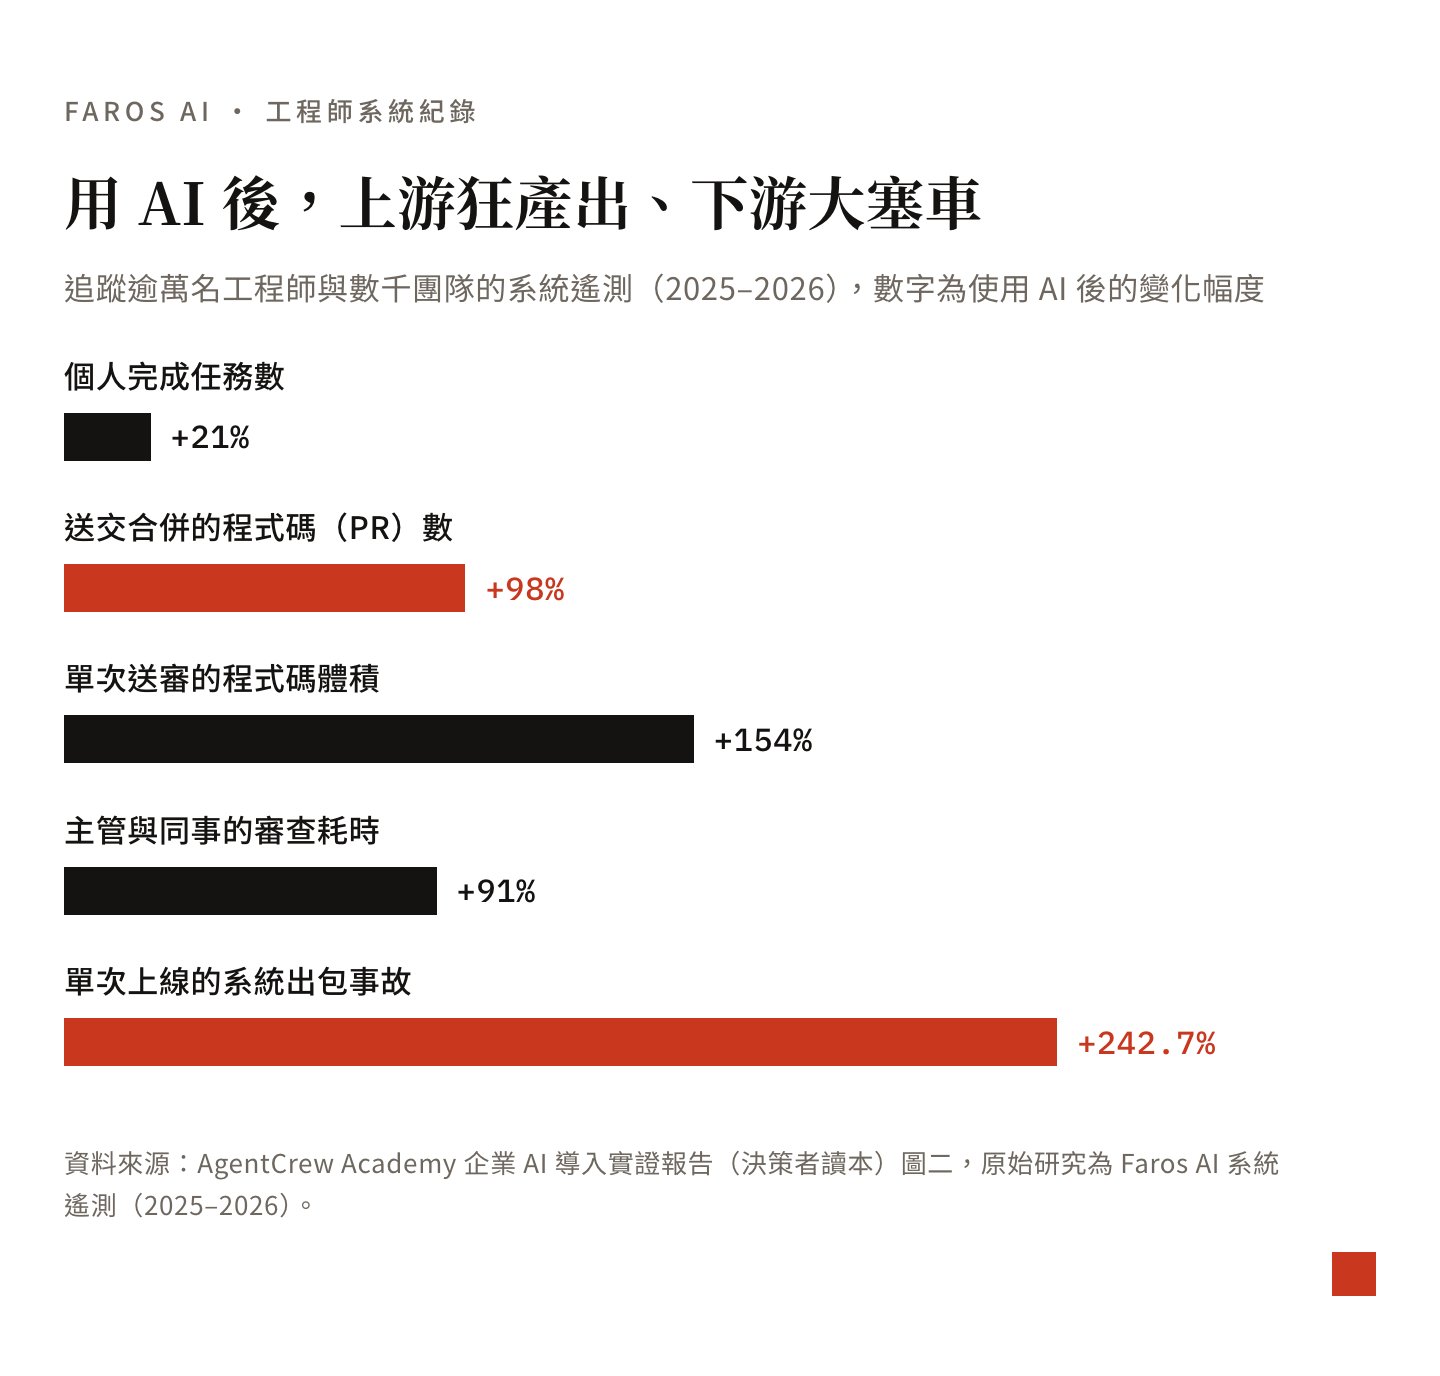 FAROS AI · 工程師系統紀錄
用 AI 後，上游狂產出、下游大塞車
追蹤逾萬名工程師與數千團隊的系統遙測（2025–2026），數字為使用 AI 後的變化幅度
個人完成任務數
+21%
送交合併的程式碼（PR）數
+98%
單次送審的程式碼體積
+154%
主管與同事的審查耗時
+91%
單次上線的系統出包事故
+242.7%
資料來源：AgentCrew Academy 企業 AI 導入實證報告（決策者讀本）圖二，原始研究為 Faros AI 系統
遙測（2025–2026）。